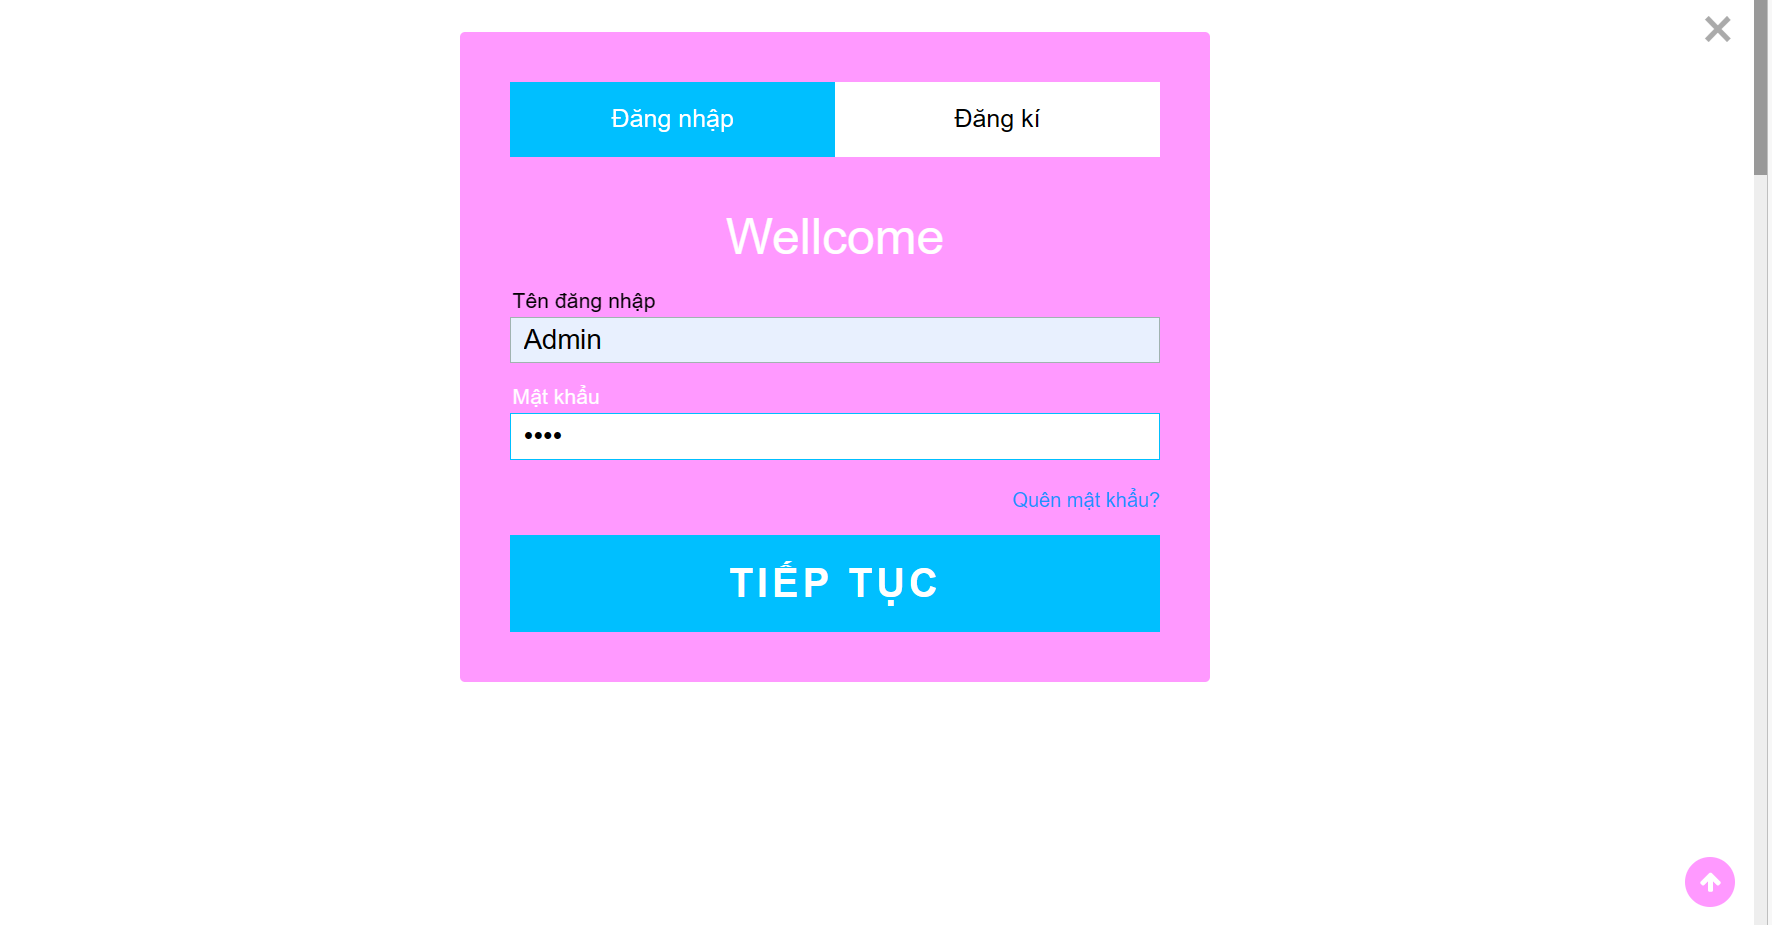 Đăng nhập
Đăng kí
Wellcome
Tên đăng nhập
Admin
Mật khẩu
••••
Quên mật khẩu?
TIẾP TỤC